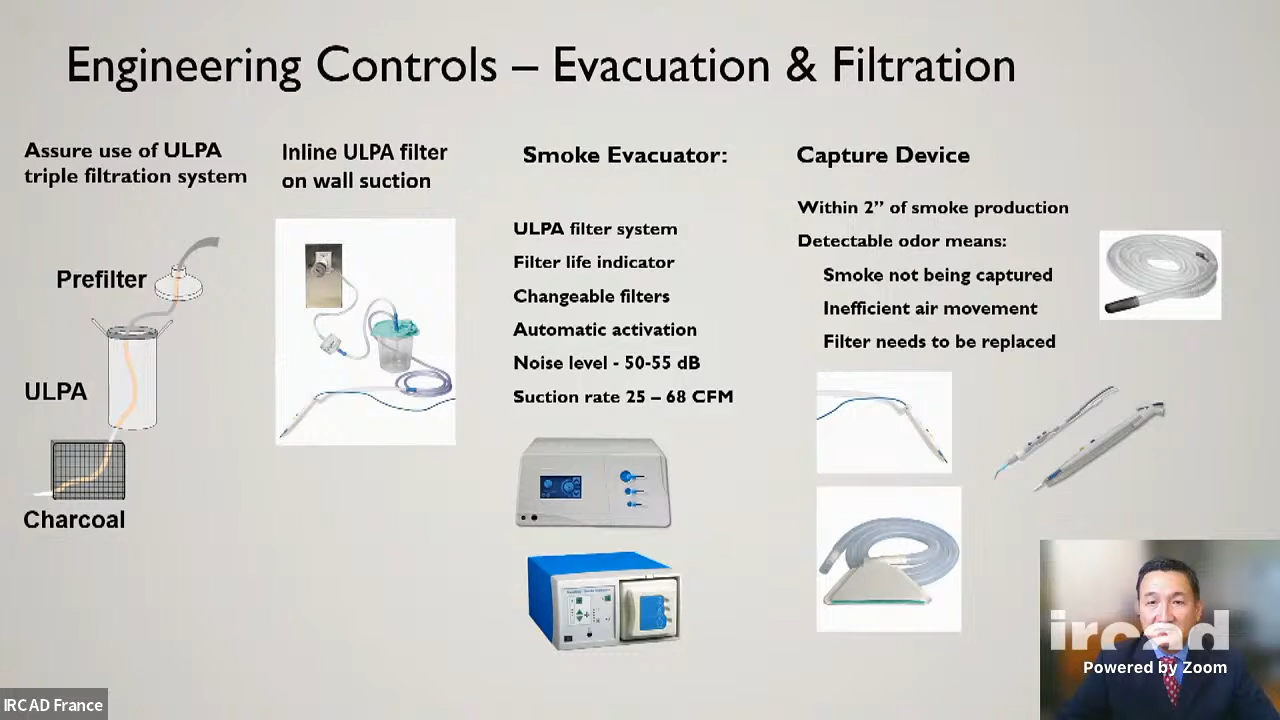 Engineering Controls – Evacuation & Filtration
Assure use of ULPA
triple filtration system
Prefilter
ULPA
Charcoal
Inline ULPA filter
on wall suction
Smoke Evacuator:
ULPA filter system
Filter life indicator
Changeable filters
Automatic activation
Noise level - 50-55 dB
Suction rate 25 – 68 CFM
Capture Device
Within 2” of smoke production
Detectable odor means:
Smoke not being captured
Inefficient air movement
Filter needs to be replaced
ircad
Powered by Zoom
IRCAD France